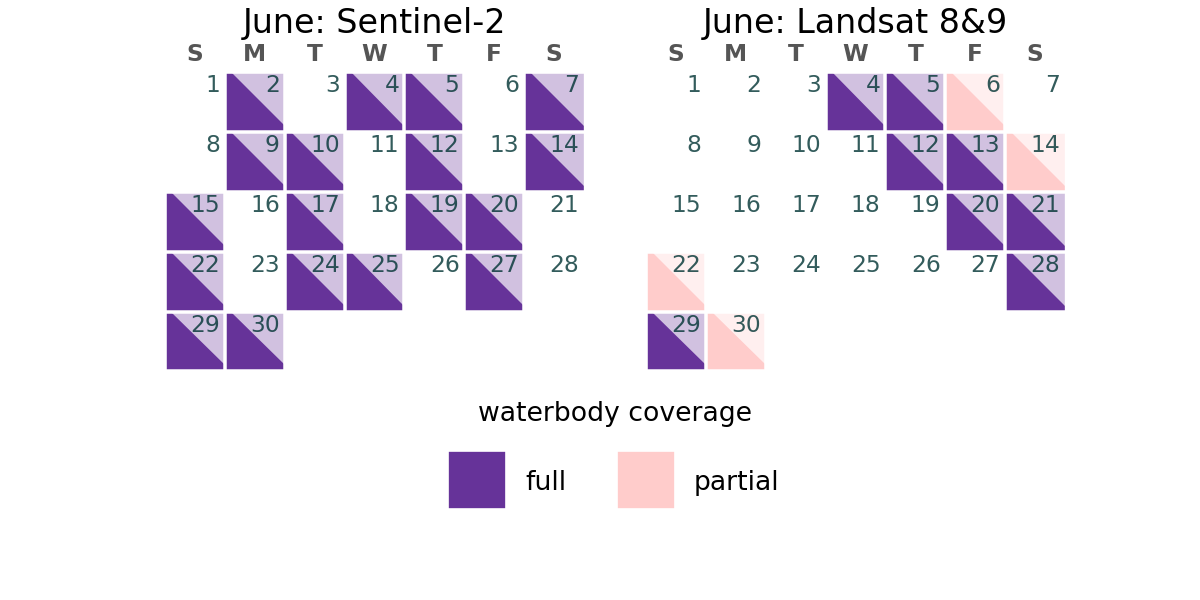 June: Sentinel-2
S M T W T F S
1 2 3 4 5 6 7
8 9 10 11 12 13 14
15 16 17 18 19 20 21
22 23 24 25 26 27 28
29 30
June: Landsat 8&9
S M T W T F S
1 2 3 4 5 6 7
8 9 10 11 12 13 14
15 16 17 18 19 20 21
22 23 24 25 26 27 28
29 30
waterbody coverage
full partial